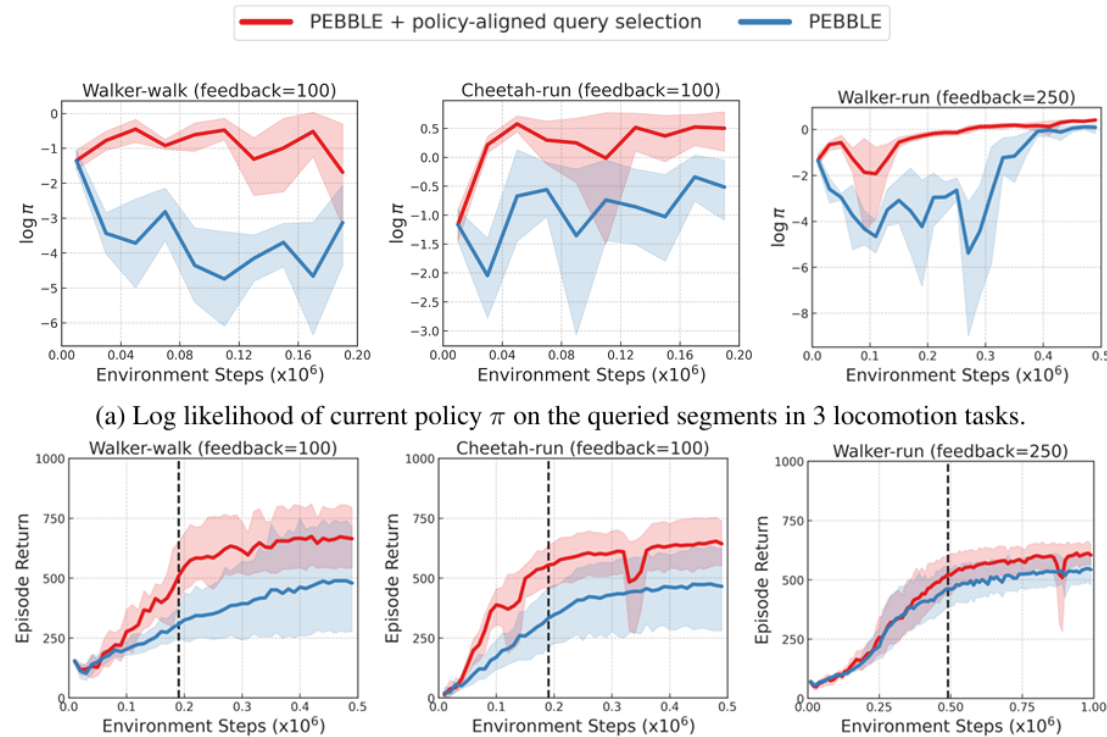 PEBBLE + policy-aligned query selection PEBBLE
Walker-walk (feedback=100) Cheetah-run (feedback=100) Walker-run (feedback=250)
log π
0
−1
−2
−3
−4
−5
−6
0.00 0.04 0.08 0.12 0.16 0.20
Environment Steps (x10⁶)
log π
0.5
0.0
−0.5
−1.0
−1.5
−2.0
−2.5
−3.0
0.00 0.04 0.08 0.12 0.16 0.20
Environment Steps (x10⁶)
log π
0
−2
−4
−6
−8
0.0 0.1 0.2 0.3 0.4 0.5
Environment Steps (x10⁶)
(a) Log likelihood of current policy π on the queried segments in 3 locomotion tasks.
Walker-walk (feedback=100) Cheetah-run (feedback=100) Walker-run (feedback=250)
Episode Return
1000
750
500
250
0
0.0 0.1 0.2 0.3 0.4 0.5
Environment Steps (x10⁶)
Episode Return
1000
750
500
250
0
0.0 0.1 0.2 0.3 0.4 0.5
Environment Steps (x10⁶)
Episode Return
1000
750
500
250
0
0.00 0.25 0.50 0.75 1.00
Environment Steps (x10⁶)